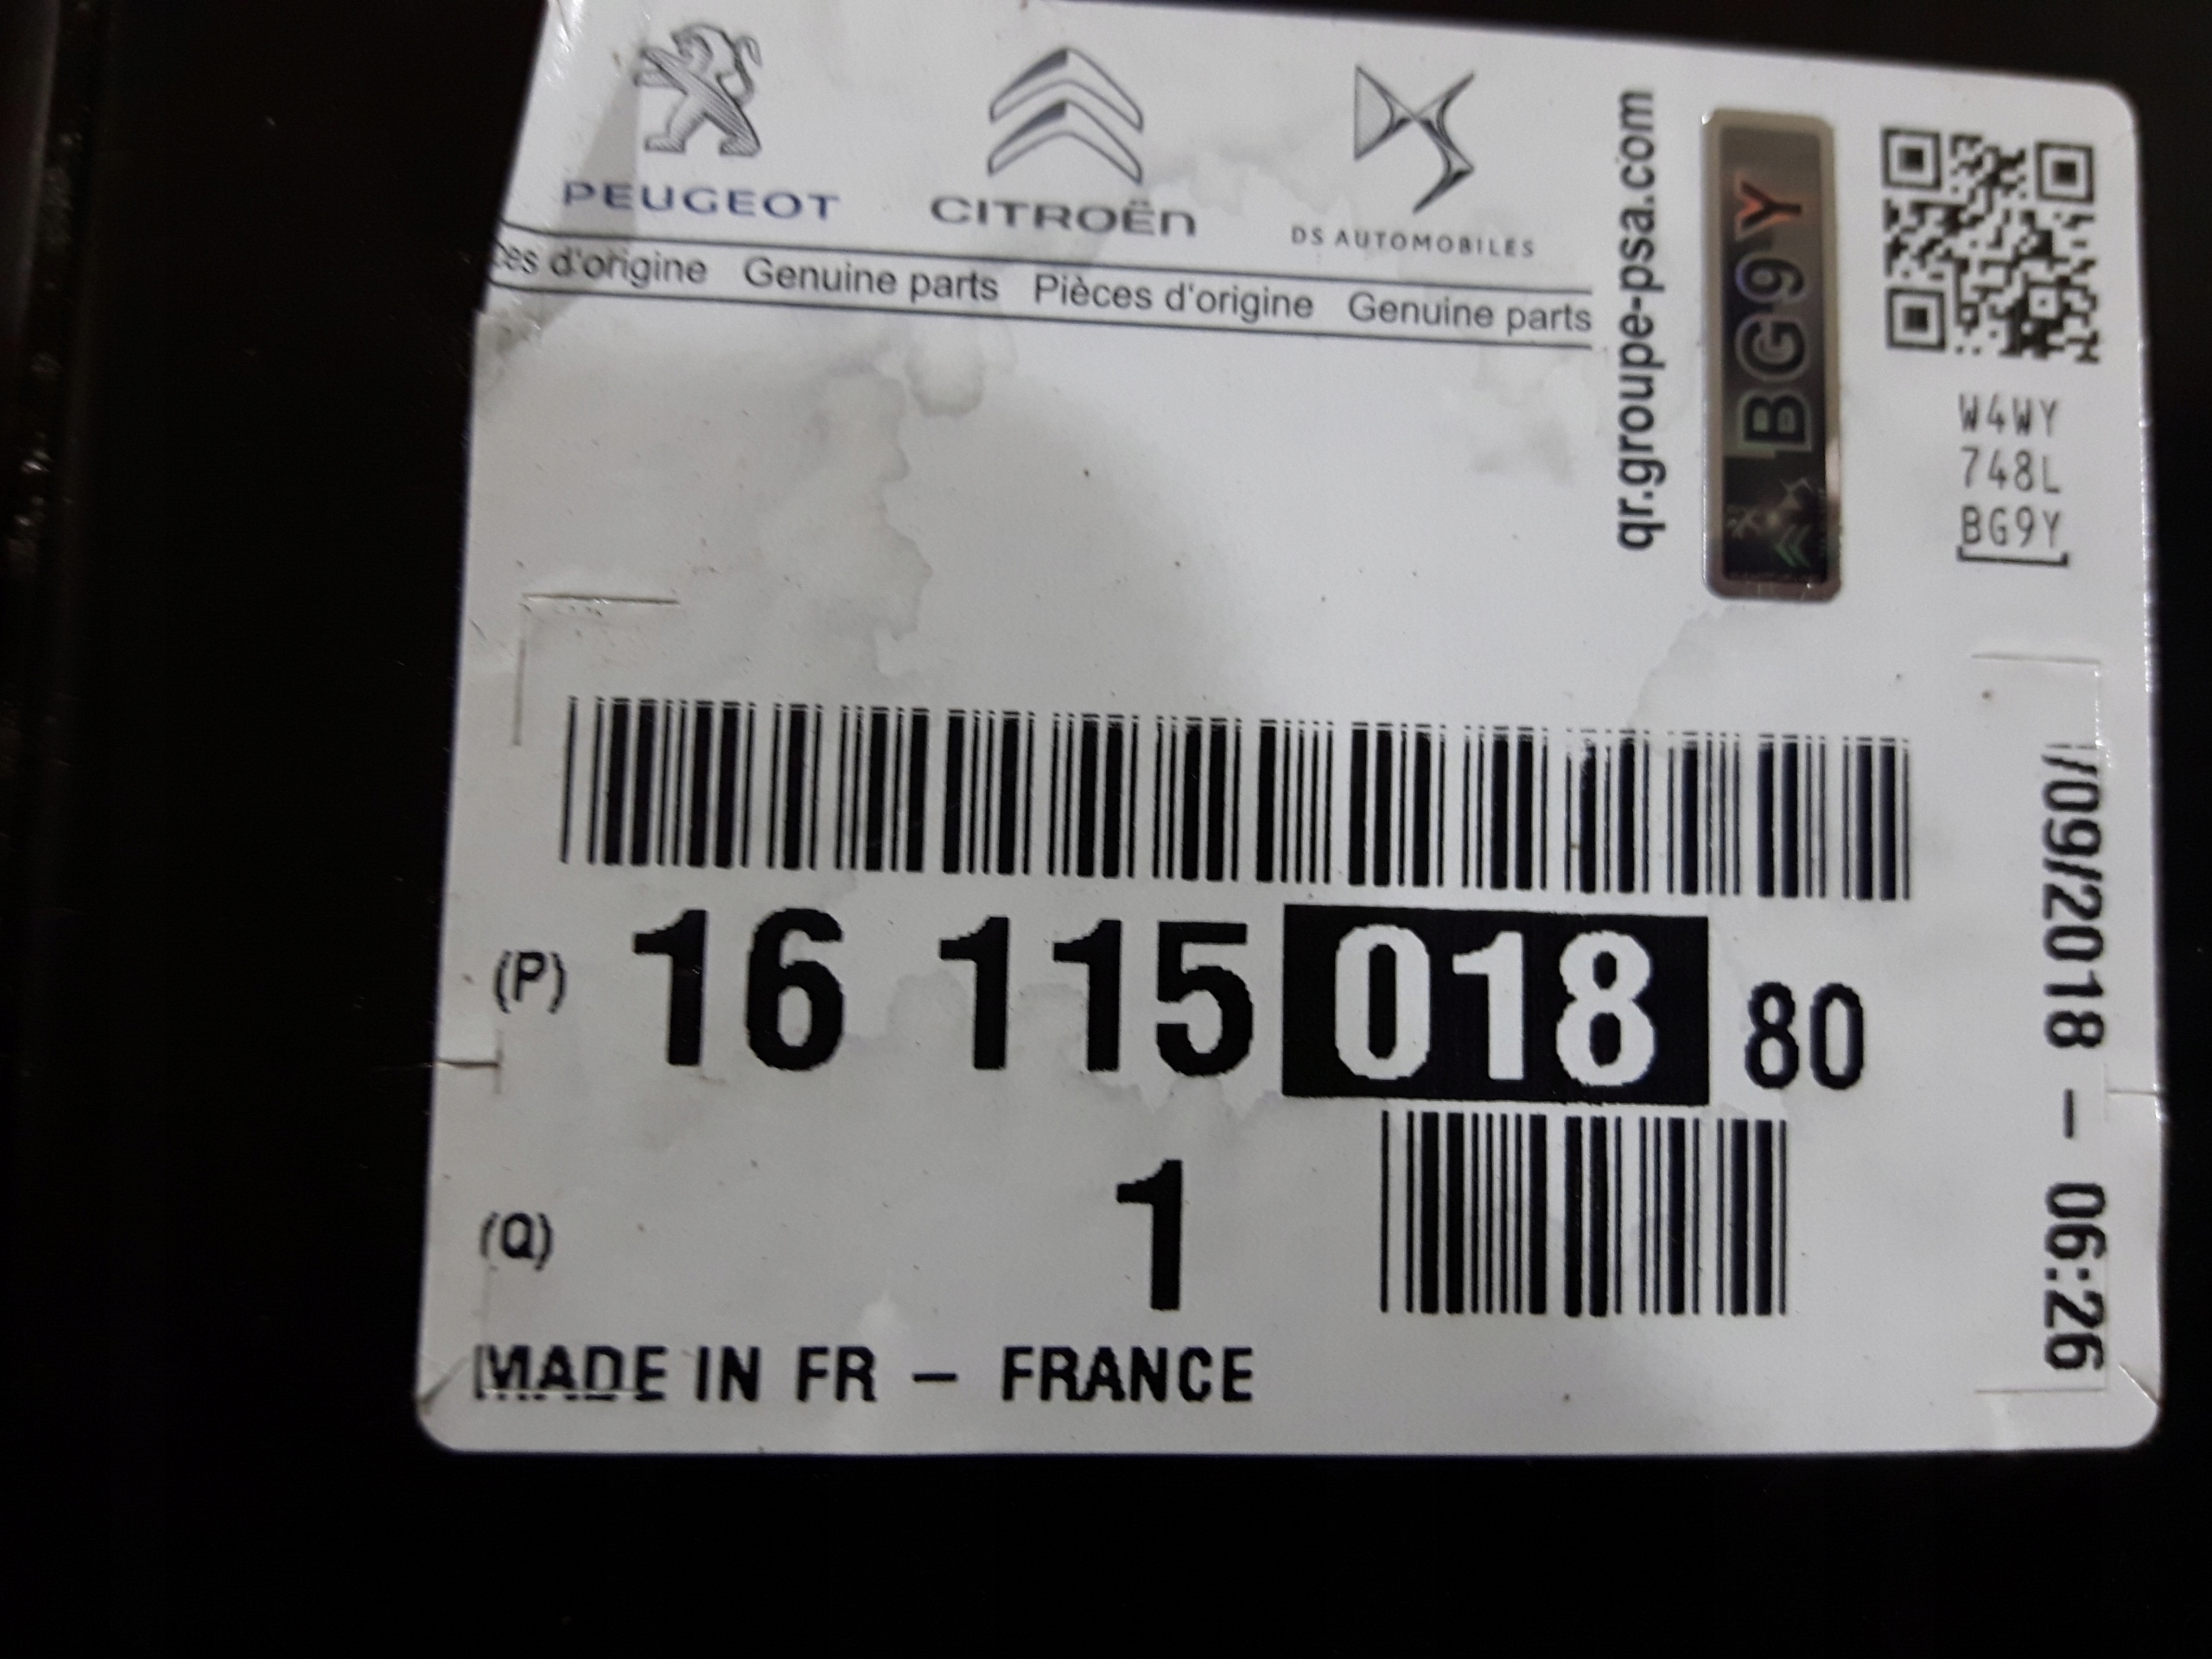 PEUGEOT CITROËN DS AUTOMOBILES
d'origine Genuine parts Pièces d'origine Genuine parts
qr.groupe-psa.com
BG9Y
W4WY
748L
BG9Y
(P) 16 115 018 80
(Q) 1
MADE IN FR – FRANCE
/09/2018 – 06:26